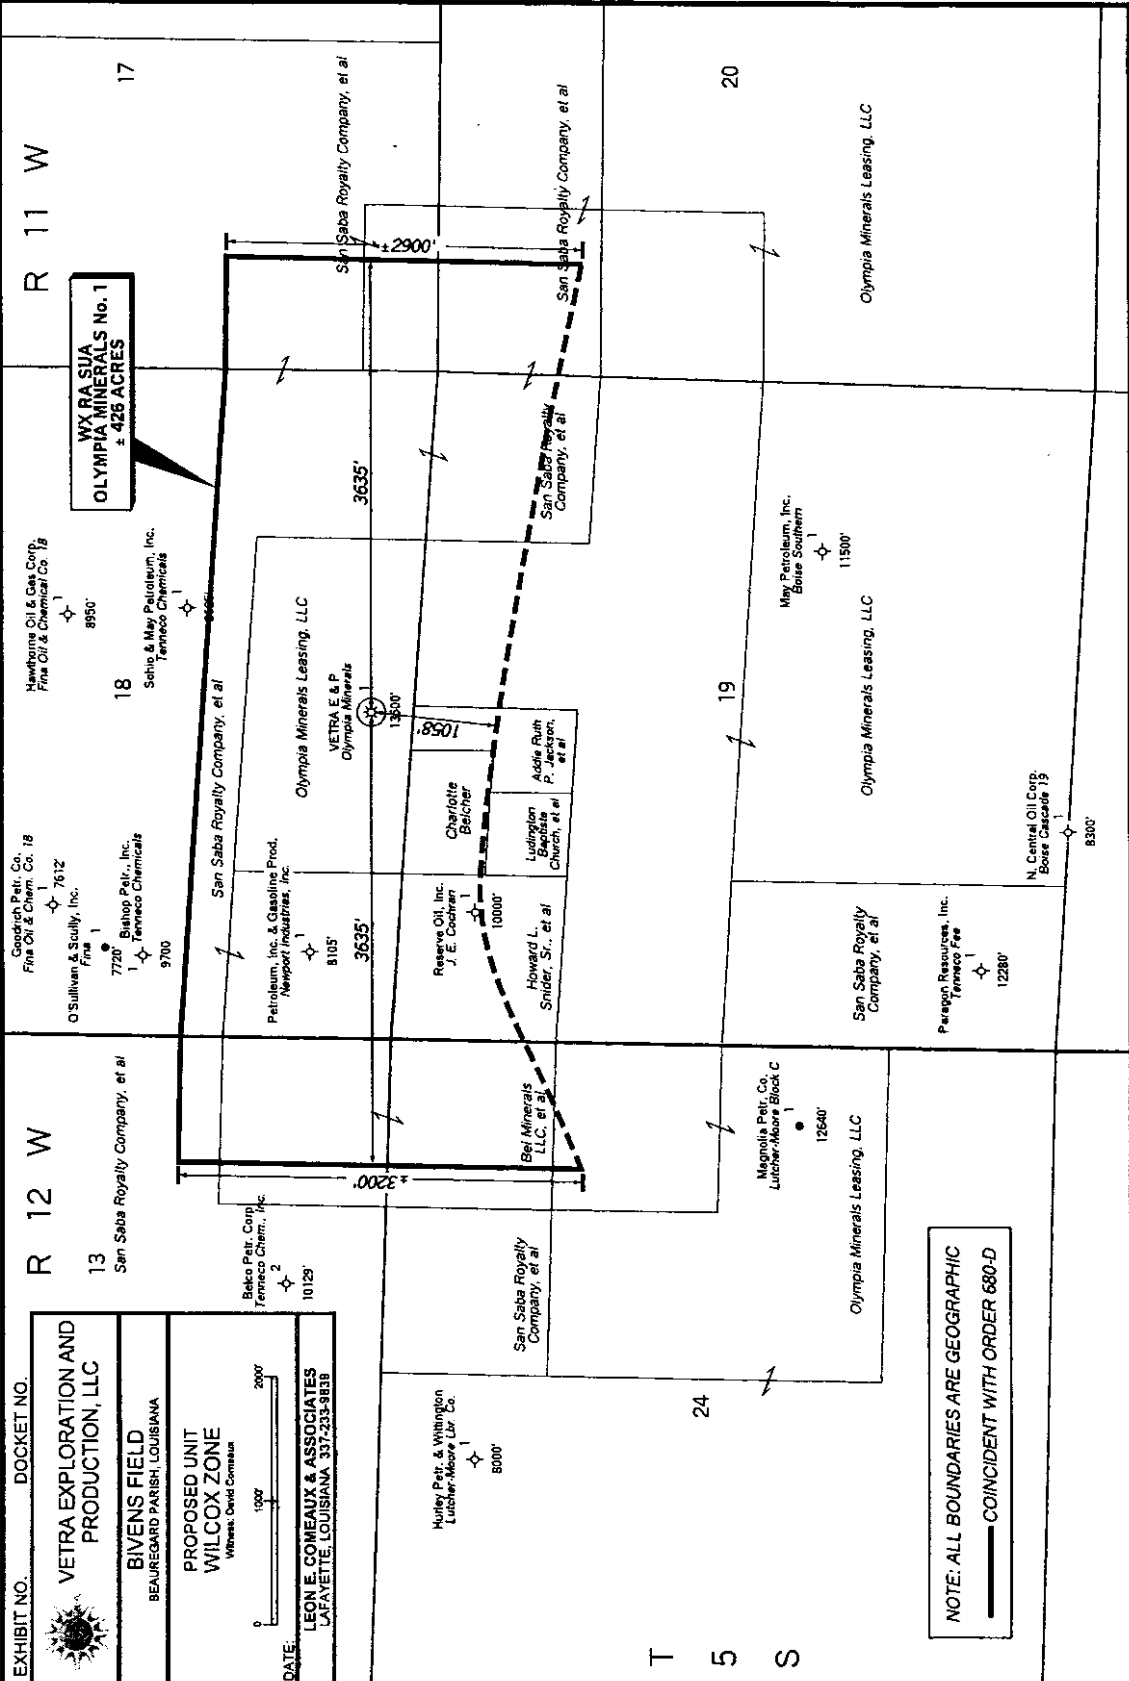 EXHIBIT NO. DOCKET NO.
VETRA EXPLORATION AND
PRODUCTION, LLC
BIVENS FIELD
BEAUREGARD PARISH, LOUISIANA
PROPOSED UNIT
WILCOX ZONE
Witness: David Comeaux
0 1000' 2000'
DATE:
LEON E. COMEAUX & ASSOCIATES
LAFAYETTE, LOUISIANA 337-233-9839
R 12 W
R 11 W
13
San Saba Royalty Company, et al
Goodrich Petr. Co.
Fina Oil & Chem. Co. 18
1
7612'
O'Sullivan & Scully, Inc.
Fina
1
7720'
Bishop Petr., Inc.
Tenneco Chemicals
1
9700
Hawthorne Oil & Gas Corp.
Fina Oil & Chemical Co. 18
1
8950'
18
Sohio & May Petroleum, Inc.
Tenneco Chemicals
1
WX RA SUA
OLYMPIA MINERALS No. 1
± 426 ACRES
17
San Saba Royalty Company, et al
San Saba Royalty Company, et al
Belco Petr. Corp.
Tenneco Chem., Inc.
2
10129'
Petroleum, Inc. & Gasoline Prod.
Newport Industries, Inc.
1
8105'
Olympia Minerals Leasing, LLC
VETRA E & P
Olympia Minerals
1
13600'
3635'
3635'
±2900'
±3200'
1058'
Reserve Oil, Inc.
J. E. Cochran
1
10000'
Charlotte
Belcher
Ludington
Baptiste
Church, et al
Addie Ruth
P. Jackson,
et al
Howard L.
Snider, Sr., et al
Bel Minerals
LLC, et al
San Saba Royalty
Company, et al
San Saba Royalty Company, et al
San Saba Royalty Company, et al
20
Olympia Minerals Leasing, LLC
San Saba Royalty
Company, et al
Hurley Petr. & Wittington
Lutcher-Moore Lbr. Co.
1
8000'
24
Magnolia Petr. Co.
Lutcher-Moore Block C
1
12640'
Olympia Minerals Leasing, LLC
19
May Petroleum, Inc.
Boise Southern
1
11500'
Olympia Minerals Leasing, LLC
San Saba Royalty
Company, et al
Paragon Resources, Inc.
Tenneco Fee
1
12280'
N. Central Oil Corp.
Boise Cascade 19
1
8300'
T
5
S
NOTE: ALL BOUNDARIES ARE GEOGRAPHIC
COINCIDENT WITH ORDER 680-D